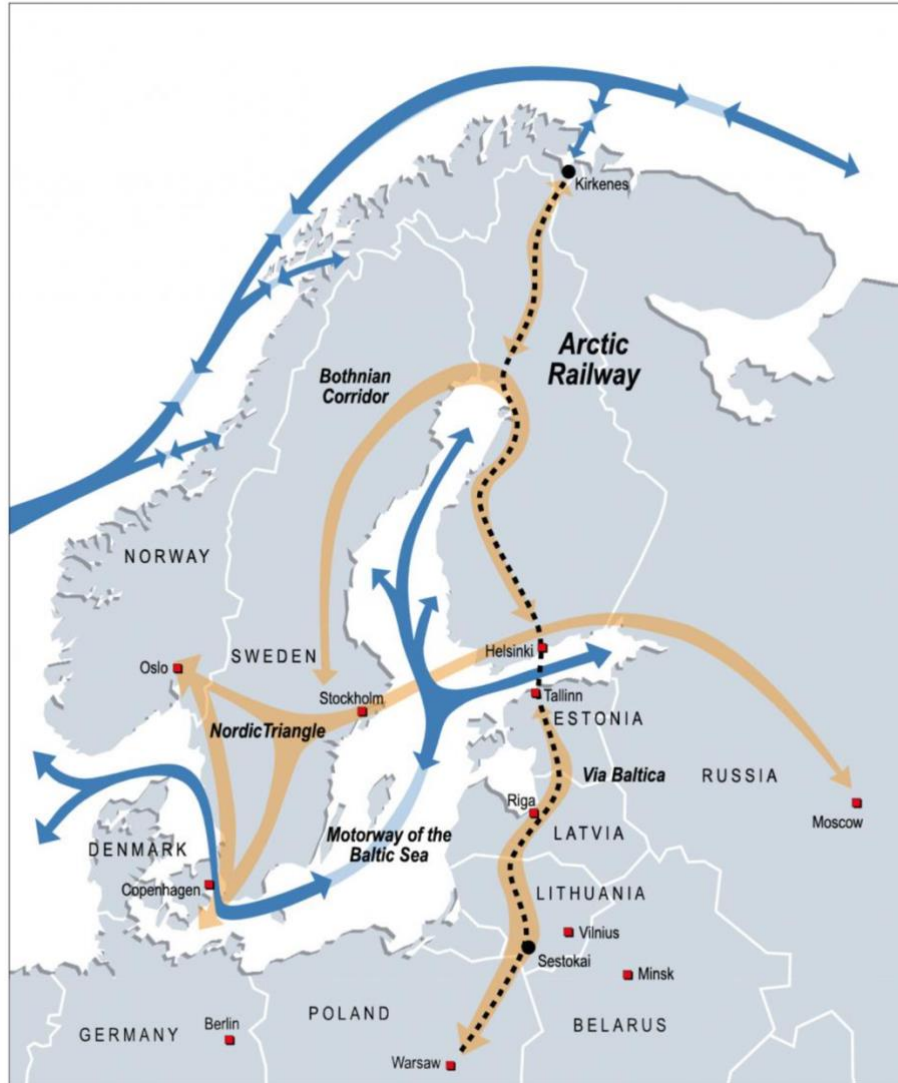 Kirkenes
Arctic
Railway
Bothnian
Corridor
NORWAY
SWEDEN
Helsinki
Oslo
Stockholm
Tallinn
ESTONIA
NordicTriangle
Via Baltica
RUSSIA
Riga
Moscow
Motorway of the
Baltic Sea
LATVIA
DENMARK
Copenhagen
LITHUANIA
Vilnius
Sestokai
Minsk
POLAND
BELARUS
GERMANY
Berlin
Warsaw